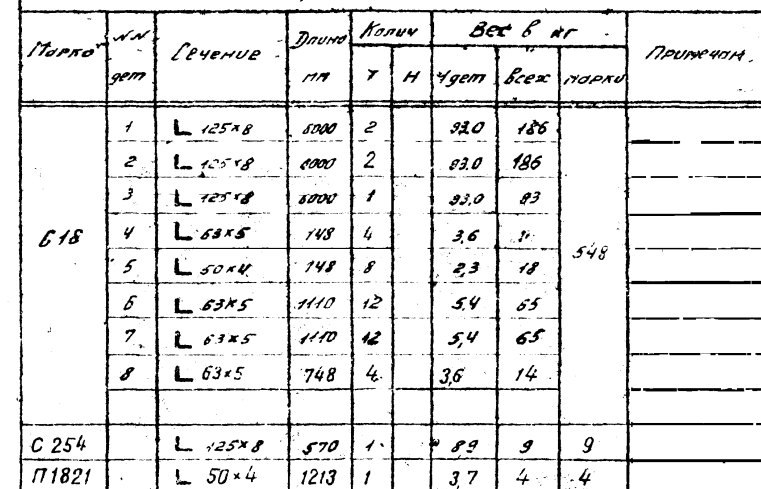 Марка NN дет Сечение Длина мм Колич Т Н Вес в кг 1дет всех марки Примечан.
1 L 125×8 6000 2 93.0 186
2 L 125×8 6000 2 93.0 186
3 L 125×8 6000 1 93.0 93
Б18 4 L 63×5 748 4 3,6
5 L 50×4 748 8 2,3 18 548
6 L 63×5 1110 12 5,4 65
7 L 63×5 1110 12 5,4 65
8 L 63×5 748 4 3,6 14
С 254 L 125×8 570 1 89 9 9
П1821 L 50×4 1213 1 3,7 4 4